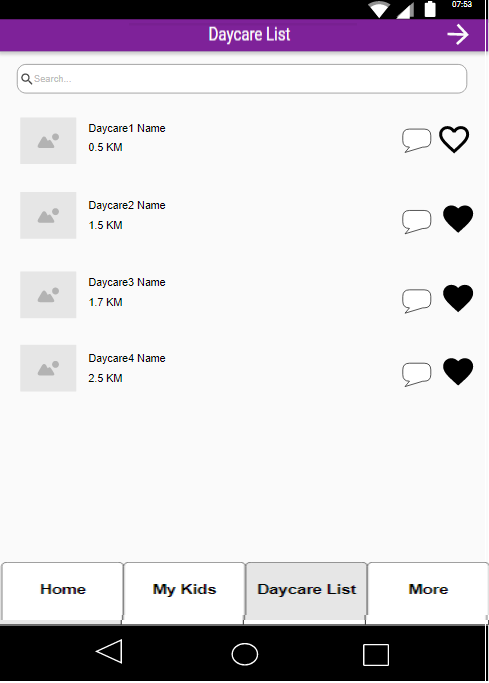 07:53
Daycare List
Search...
Daycare1 Name
0.5 KM
Daycare2 Name
1.5 KM
Daycare3 Name
1.7 KM
Daycare4 Name
2.5 KM
Home My Kids Daycare List More